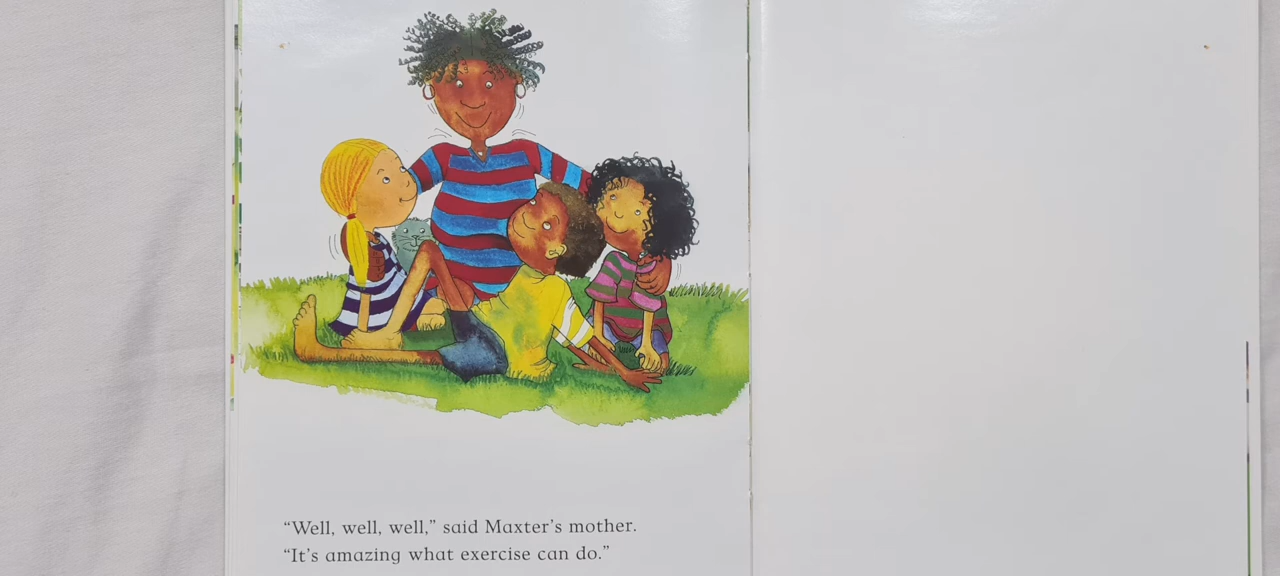 “Well, well, well,” said Maxter’s mother.
“It’s amazing what exercise can do.”